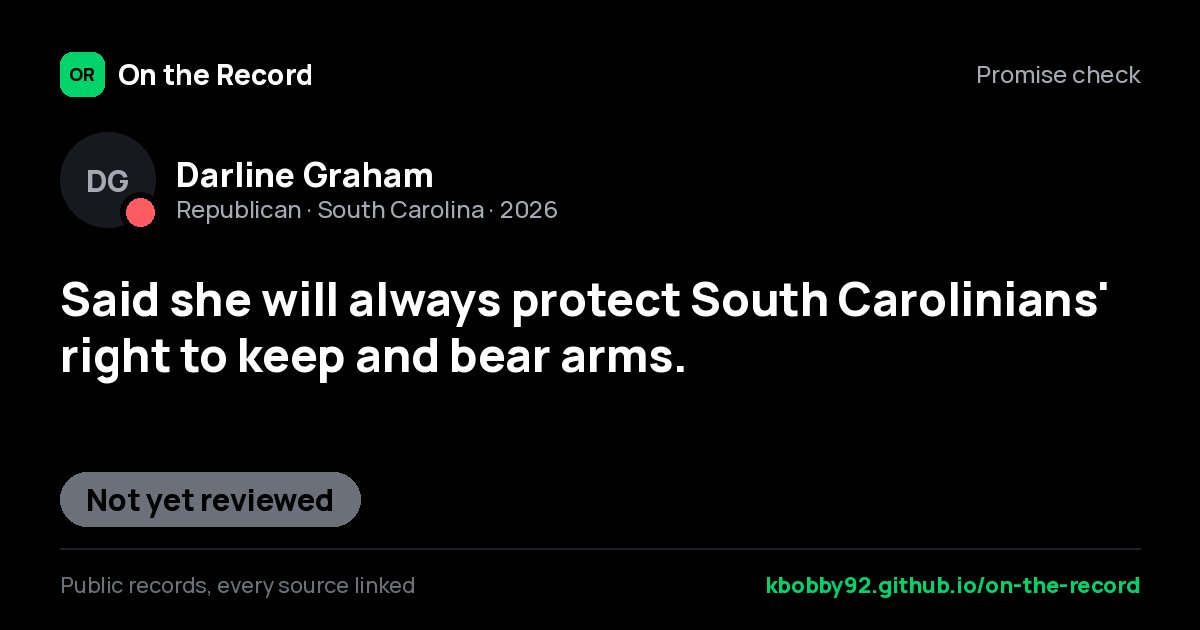 OR On the Record
Promise check
DG
Darline Graham
Republican · South Carolina · 2026
Said she will always protect South Carolinians'
right to keep and bear arms.
Not yet reviewed
Public records, every source linked
kbobby92.github.io/on-the-record